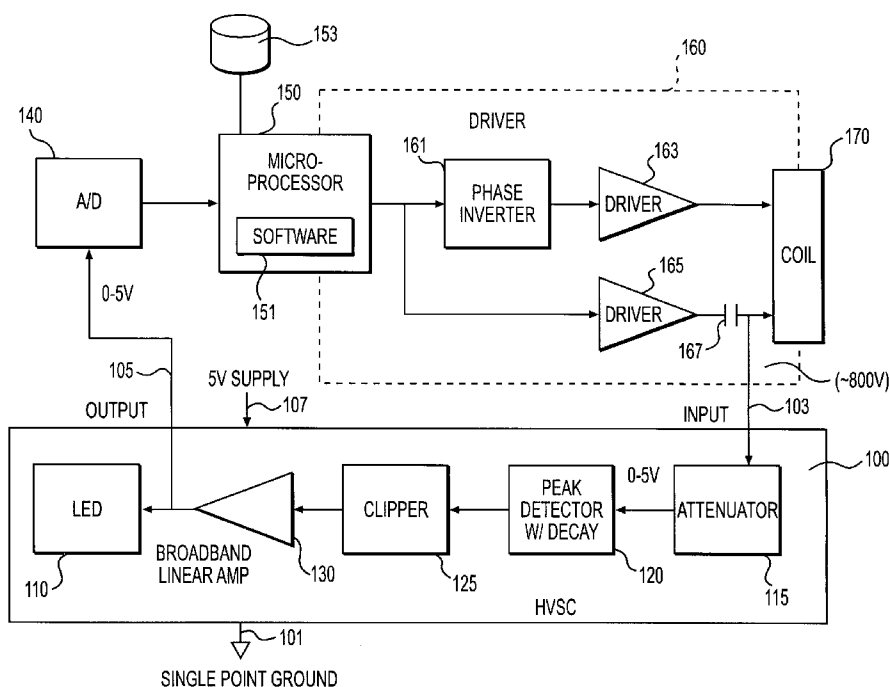 153
160
150
140
DRIVER
170
MICRO-
PROCESSOR
161
163
A/D
PHASE
INVERTER
DRIVER
SOFTWARE
COIL
165
151
DRIVER
0-5V
167
105
5V SUPPLY
(~800V)
107
103
OUTPUT
INPUT
100
0-5V
LED
CLIPPER
PEAK
DETECTOR
W/ DECAY
ATTENUATOR
BROADBAND
LINEAR AMP
110
130
125
120
115
HVSC
101
SINGLE POINT GROUND